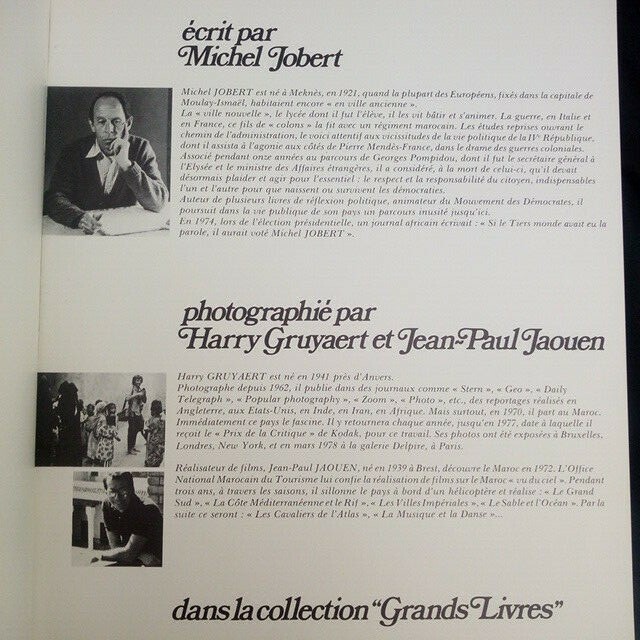 écrit par
Michel Jobert
Michel JOBERT est né à Meknès, en 1921, quand la plupart des Européens, fixés dans la capitale de
Moulay-Ismaël, habitaient encore « en ville ancienne ».
La « ville nouvelle », le lycée dont il fut l'élève, il les vit bâtir et s'animer. La guerre, en Italie et
en France, ce fils de « colons » la fit avec un régiment marocain. Les études reprises ouvrant le
chemin de l'administration, le voici attentif aux vicissitudes de la vie politique de la IVe République,
dont il assista à l'agonie aux côtés de Pierre Mendès-France, dans le drame des guerres coloniales.
Associé pendant onze années au parcours de Georges Pompidou, dont il fut le secrétaire général à
l'Elysée et le ministre des Affaires étrangères, il a considéré, à la mort de celui-ci, qu'il devait
désormais plaider et agir pour l'essentiel : le respect et la responsabilité du citoyen, indispensables
l'un et l'autre pour que naissent ou survivent les démocraties.
Auteur de plusieurs livres de réflexion politique, animateur du Mouvement des Démocrates, il
poursuit dans la vie publique de son pays un parcours inusité jusqu'ici.
En 1974, lors de l'élection présidentielle, un journal africain écrivait : « Si le Tiers monde avait eu la
parole, il aurait voté Michel JOBERT ».
photographié par
Harry Gruyaert et Jean-Paul Jaouen
Harry GRUYAERT est né en 1941 près d'Anvers.
Photographe depuis 1962, il publie dans des journaux comme « Stern », « Geo », « Daily
Telegraph », « Popular photography », « Zoom », « Photo », etc., des reportages réalisés en
Angleterre, aux Etats-Unis, en Inde, en Iran, en Afrique. Mais surtout, en 1970, il part au Maroc.
Immédiatement ce pays le fascine. Il y retournera chaque année, jusqu'en 1977, date à laquelle il
reçoit le « Prix de la Critique » de Kodak, pour ce travail. Ses photos ont été exposées à Bruxelles,
Londres, New York, et en mars 1978 à la galerie Delpire, à Paris.
Réalisateur de films, Jean-Paul JAOUEN, né en 1939 à Brest, découvre le Maroc en 1972. L'Office
National Marocain du Tourisme lui confie la réalisation de films sur le Maroc « vu du ciel ». Pendant
trois ans, à travers les saisons, il sillonne le pays à bord d'un hélicoptère et réalise : « Le Grand
Sud », « La Côte Méditerranéenne et le Rif », « Les Villes Impériales », « Le Sable et l'Océan ». Par la
suite ce seront : « Les Cavaliers de l'Atlas », « La Musique et la Danse »...
dans la collection "Grands Livres"